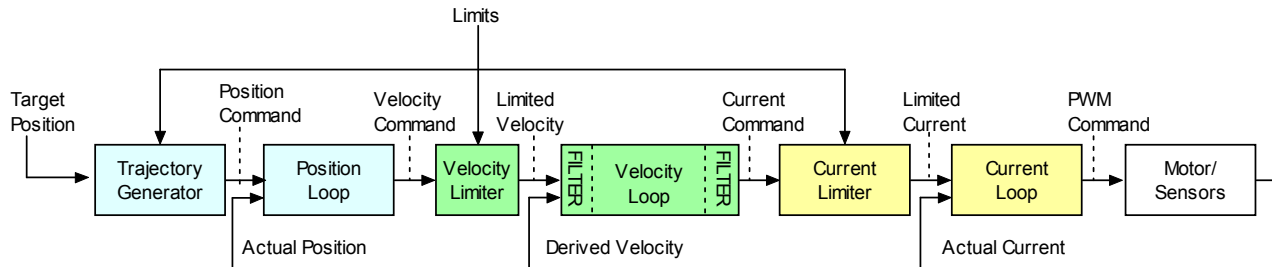 Limits
Target
Position
Position
Command
Velocity
Command
Limited
Velocity
Current
Command
Limited
Current
PWM
Command
Trajectory
Generator
Position
Loop
Velocity
Limiter
FILTER
Velocity
Loop
FILTER
Current
Limiter
Current
Loop
Motor/
Sensors
Actual Position
Derived Velocity
Actual Current